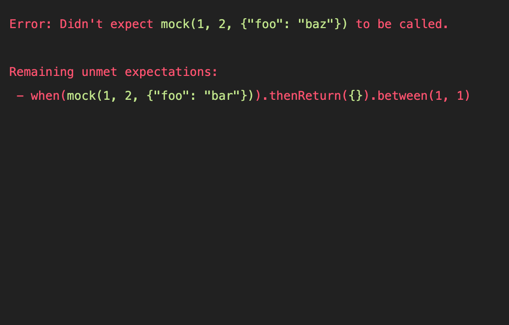 Error: Didn't expect mock(1, 2, {"foo": "baz"}) to be called.
Remaining unmet expectations:
- when(mock(1, 2, {"foo": "bar"})).thenReturn({}).between(1, 1)